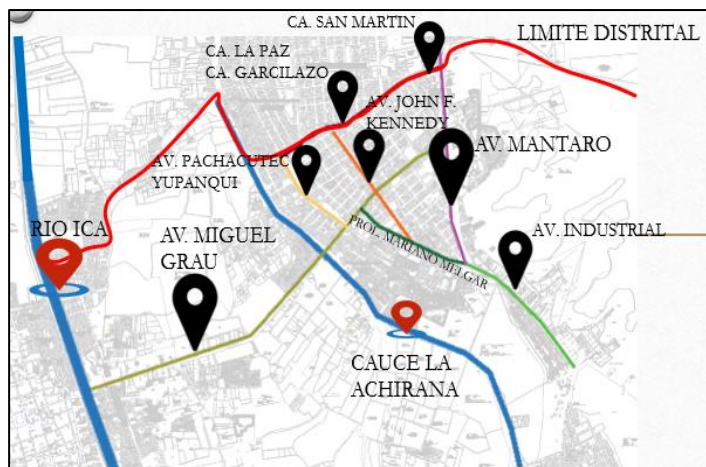 CA. SAN MARTIN
LIMITE DISTRITAL
CA. LA PAZ
CA. GARCILAZO
AV. JOHN F.
KENNEDY
AV. MANTARO
AV. PACHACUTEC
YUPANQUI
RIO ICA
AV. MIGUEL
GRAU
PROL. MARIANO MELGAR
AV. INDUSTRIAL
CAUCE LA
ACHIRANA